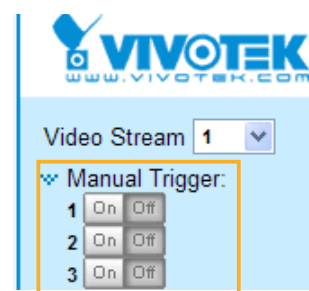 VIVOTEK
www.vivotek.com
Video Stream 1
Manual Trigger:
1 On Off
2 On Off
3 On Off